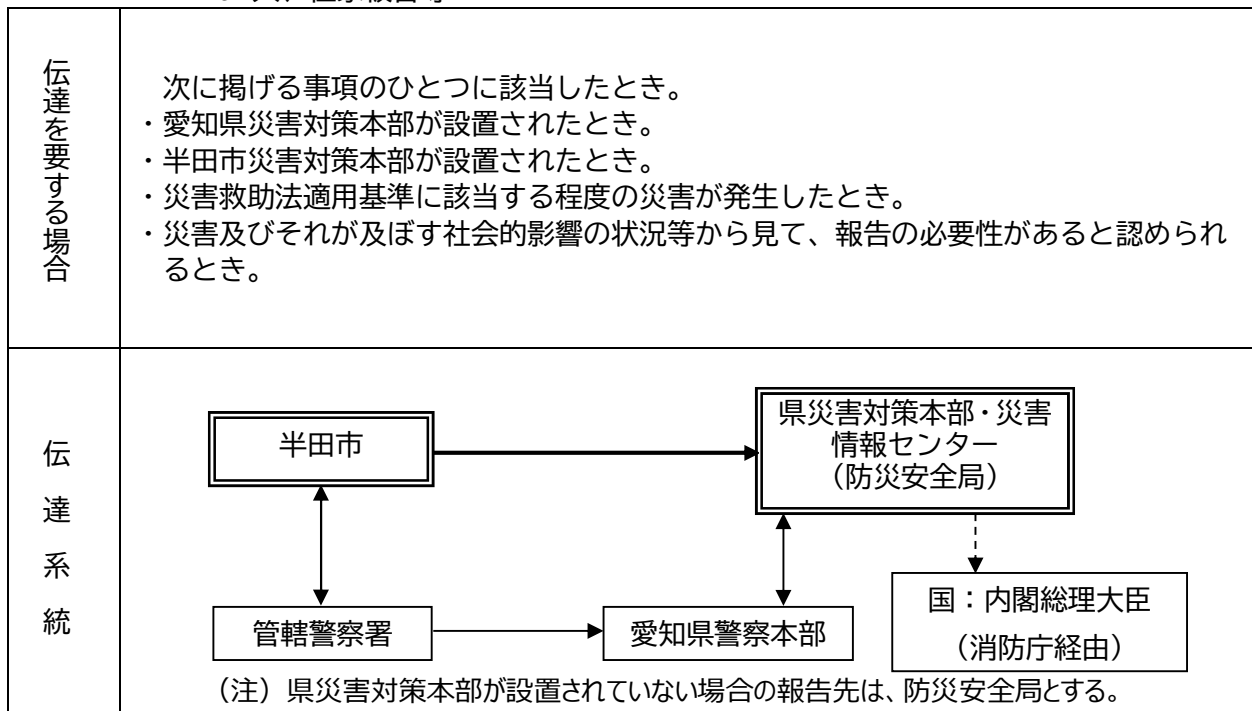 伝達を要する場合
次に掲げる事項のひとつに該当したとき。
・愛知県災害対策本部が設置されたとき。
・半田市災害対策本部が設置されたとき。
・災害救助法適用基準に該当する程度の災害が発生したとき。
・災害及びそれが及ぼす社会的影響の状況等から見て、報告の必要性があると認められ
るとき。
伝達系統
半田市
県災害対策本部・災害
情報センター
（防災安全局）
管轄警察署
愛知県警察本部
国：内閣総理大臣
（消防庁経由）
（注）県災害対策本部が設置されていない場合の報告先は、防災安全局とする。